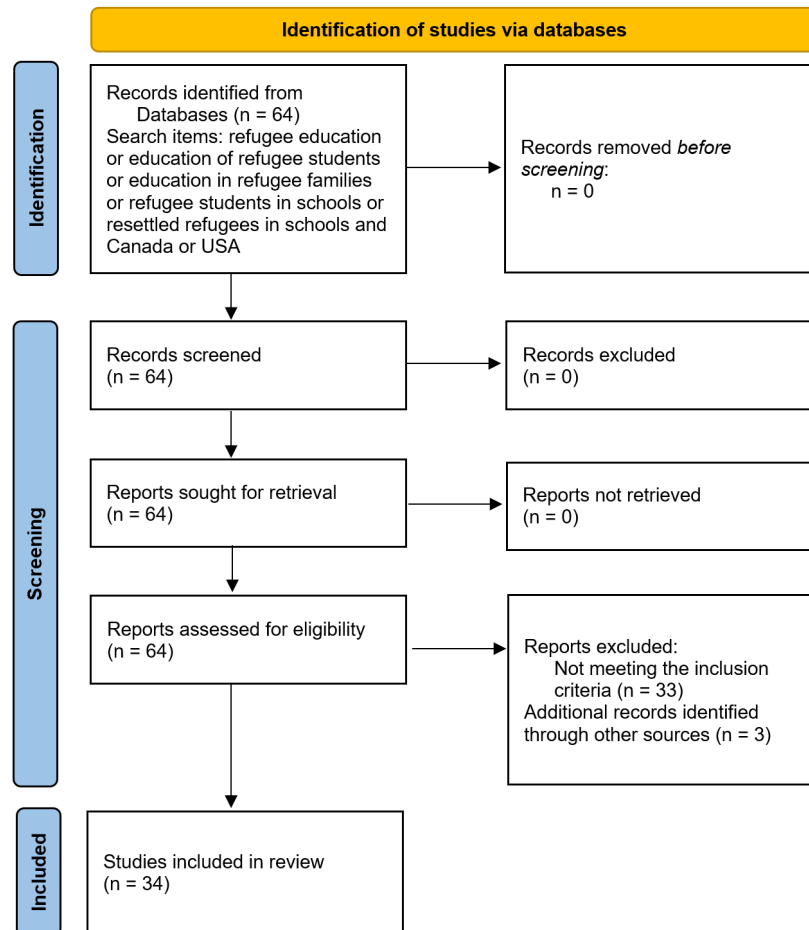 Identification of studies via databases
Identification
Records identified from
Databases (n = 64)
Search items: refugee education
or education of refugee students
or education in refugee families
or refugee students in schools or
resettled refugees in schools and
Canada or USA
Records removed before
screening:
n = 0
Screening
Records screened
(n = 64)
Records excluded
(n = 0)
Reports sought for retrieval
(n = 64)
Reports not retrieved
(n = 0)
Reports assessed for eligibility
(n = 64)
Reports excluded:
Not meeting the inclusion
criteria (n = 33)
Additional records identified
through other sources (n = 3)
Included
Studies included in review
(n = 34)